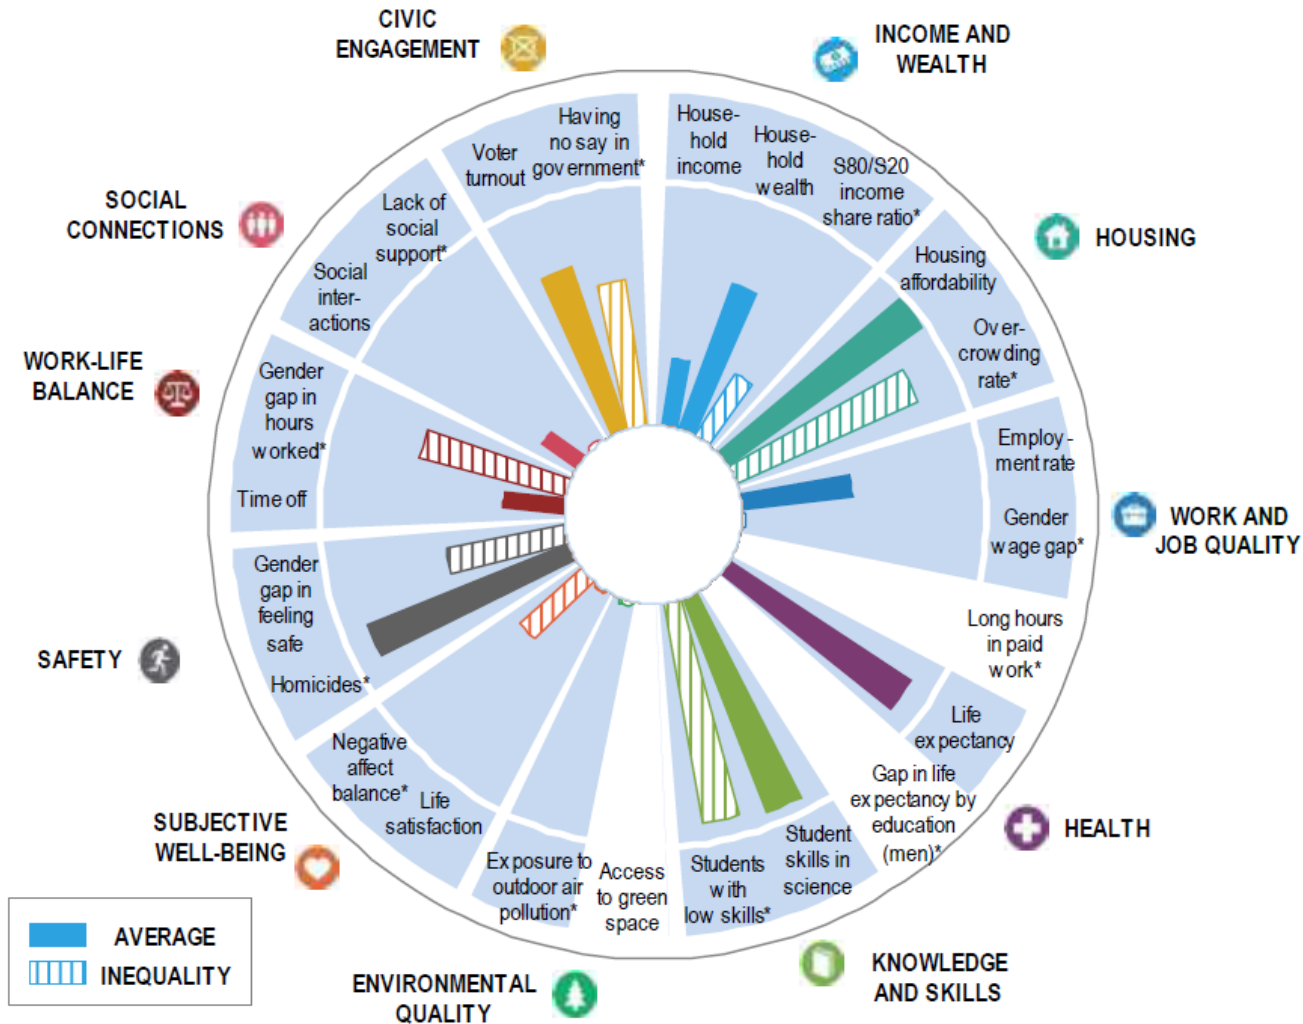 CIVIC
ENGAGEMENT
INCOME AND
WEALTH
HOUSING
WORK AND
JOB QUALITY
HEALTH
KNOWLEDGE
AND SKILLS
ENVIRONMENTAL
QUALITY
SUBJECTIVE
WELL-BEING
SAFETY
WORK-LIFE
BALANCE
SOCIAL
CONNECTIONS
Voter
turnout
Having
no say in
government*
House-
hold
income
House-
hold
wealth
S80/S20
income
share ratio*
Housing
affordability
Over-
crowding
rate*
Employ-
ment rate
Gender
wage gap*
Long hours
in paid
work*
Life
expectancy
Gap in life
expectancy by
education
(men)*
Student
skills in
science
Students
with
low skills*
Access
to green
space
Exposure to
outdoor air
pollution*
Life
satisfaction
Negative
affect
balance*
Homicides*
Gender
gap in
feeling
safe
Time off
Gender
gap in
hours
worked*
Social
inter-
actions
Lack of
social
support*
AVERAGE
INEQUALITY